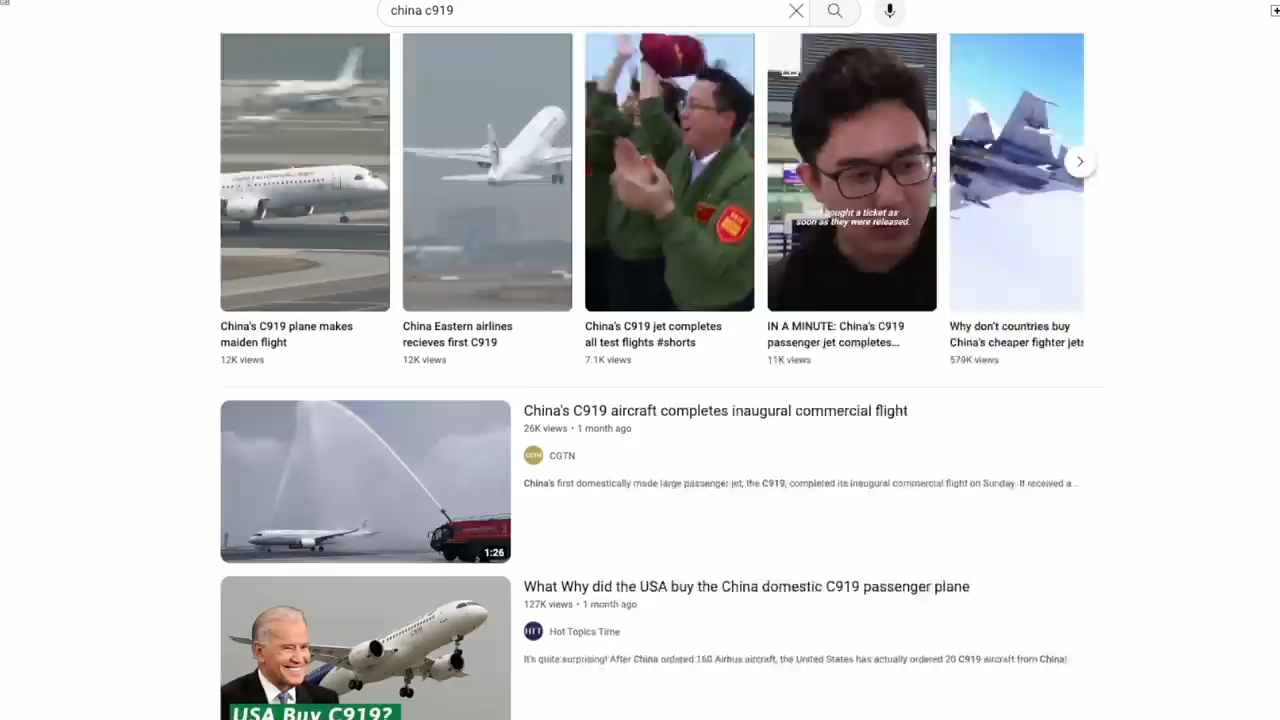 GB
china c919
bought a ticket as
soon as they were released.
China's C919 plane makes
maiden flight
12K views
China Eastern airlines
recieves first C919
12K views
China's C919 jet completes
all test flights #shorts
7.1K views
IN A MINUTE: China's C919
passenger jet completes...
11K views
Why don't countries buy
China's cheaper fighter jets
579K views
China's C919 aircraft completes inaugural commercial flight
26K views • 1 month ago
CGTN
CGTN
China's first domestically made large passenger jet, the C919, completed its inaugural commercial flight on Sunday. It received a ...
1:26
What Why did the USA buy the China domestic C919 passenger plane
127K views • 1 month ago
HTT
Hot Topics Time
It's quite surprising! After China ordered 160 Airbus aircraft, the United States has actually ordered 20 C919 aircraft from China!
USA Buy C919?